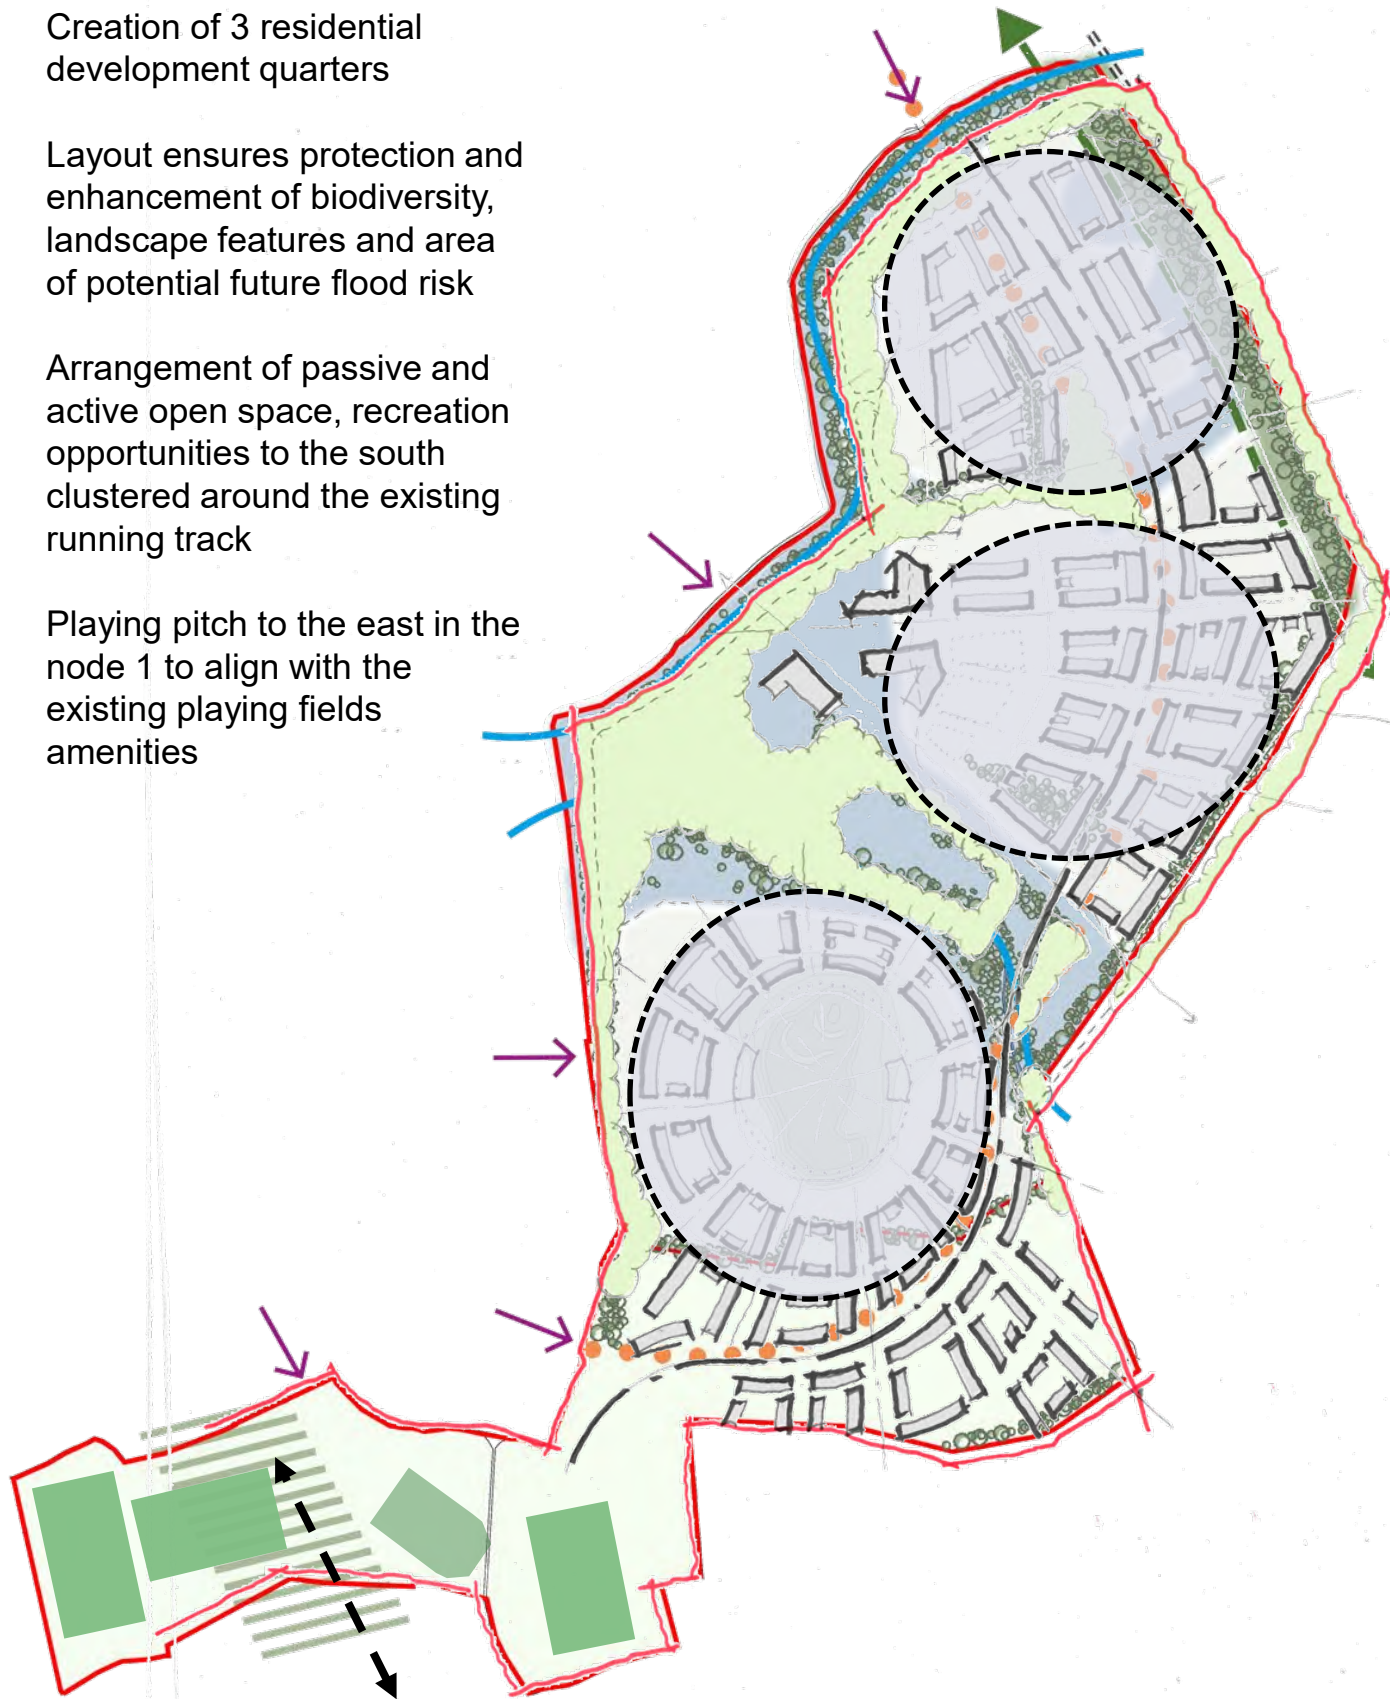 Creation of 3 residential
development quarters
Layout ensures protection and
enhancement of biodiversity,
landscape features and area
of potential future flood risk
Arrangement of passive and
active open space, recreation
opportunities to the south
clustered around the existing
running track
Playing pitch to the east in the
node 1 to align with the
existing playing fields
amenities